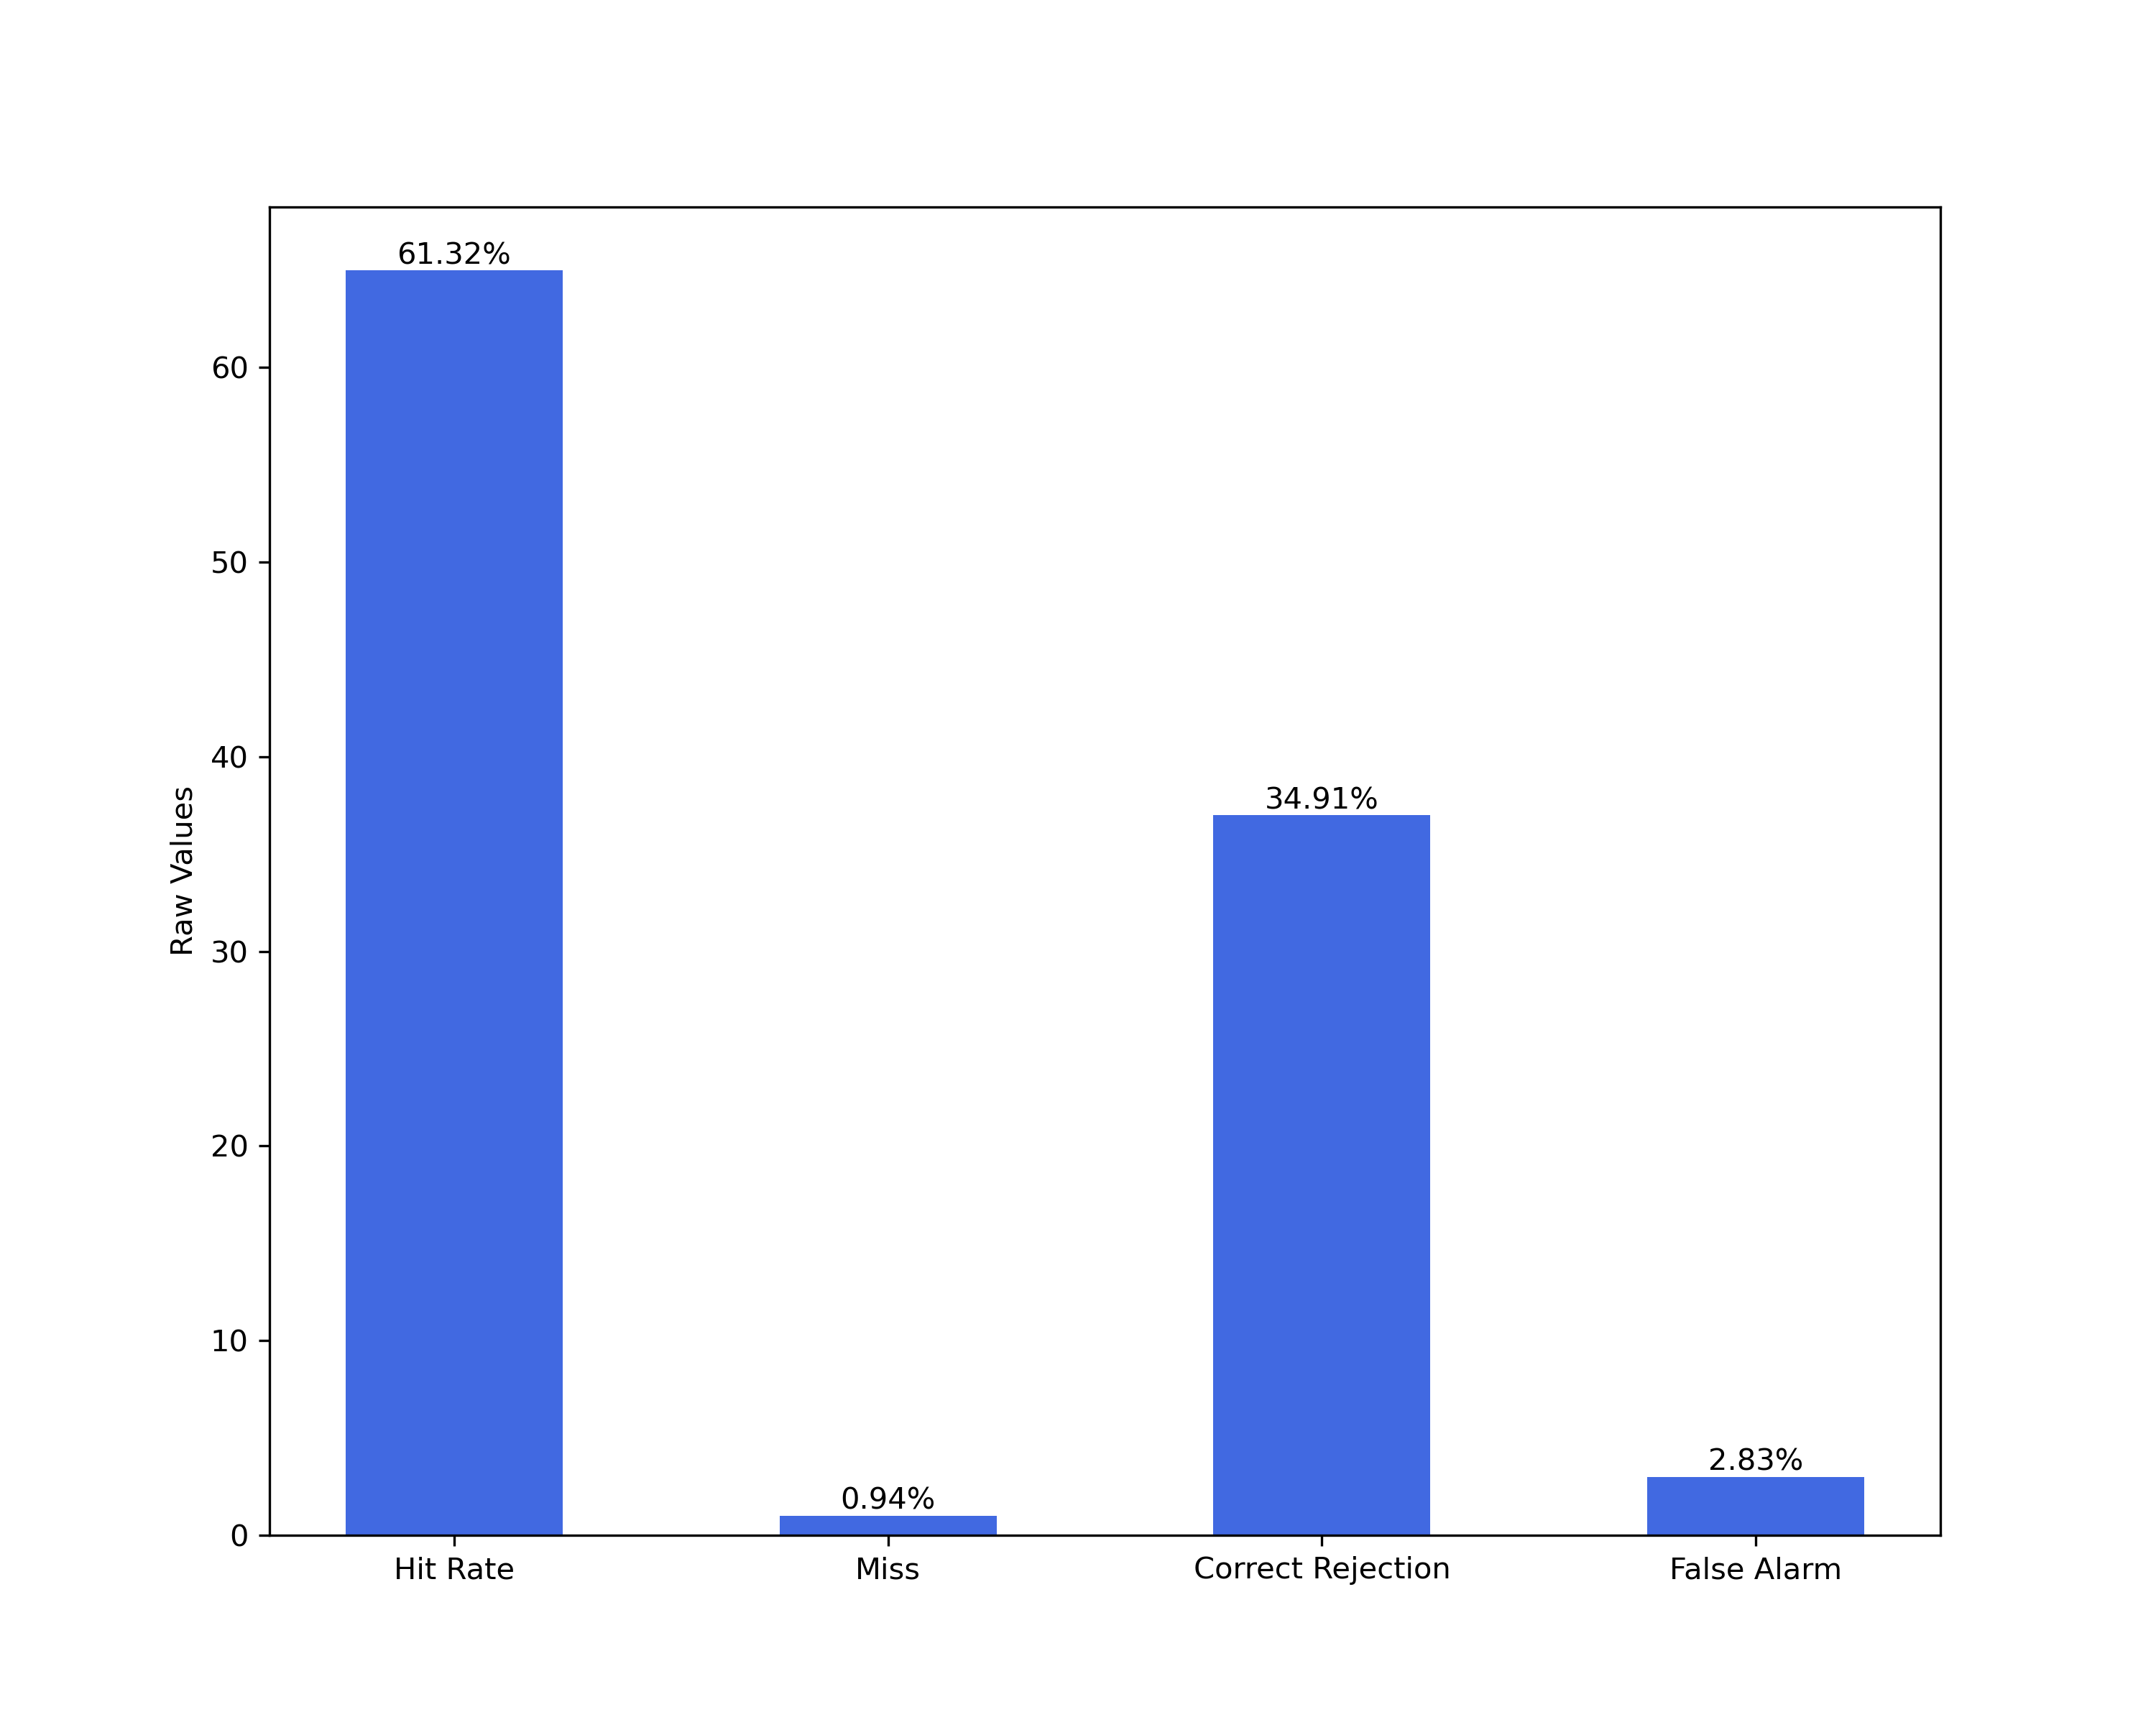 61.32%
60
50
40
34.91%
Raw Values
30
20
10
2.83%
0.94%
0
Hit Rate
Miss
Correct Rejection
False Alarm